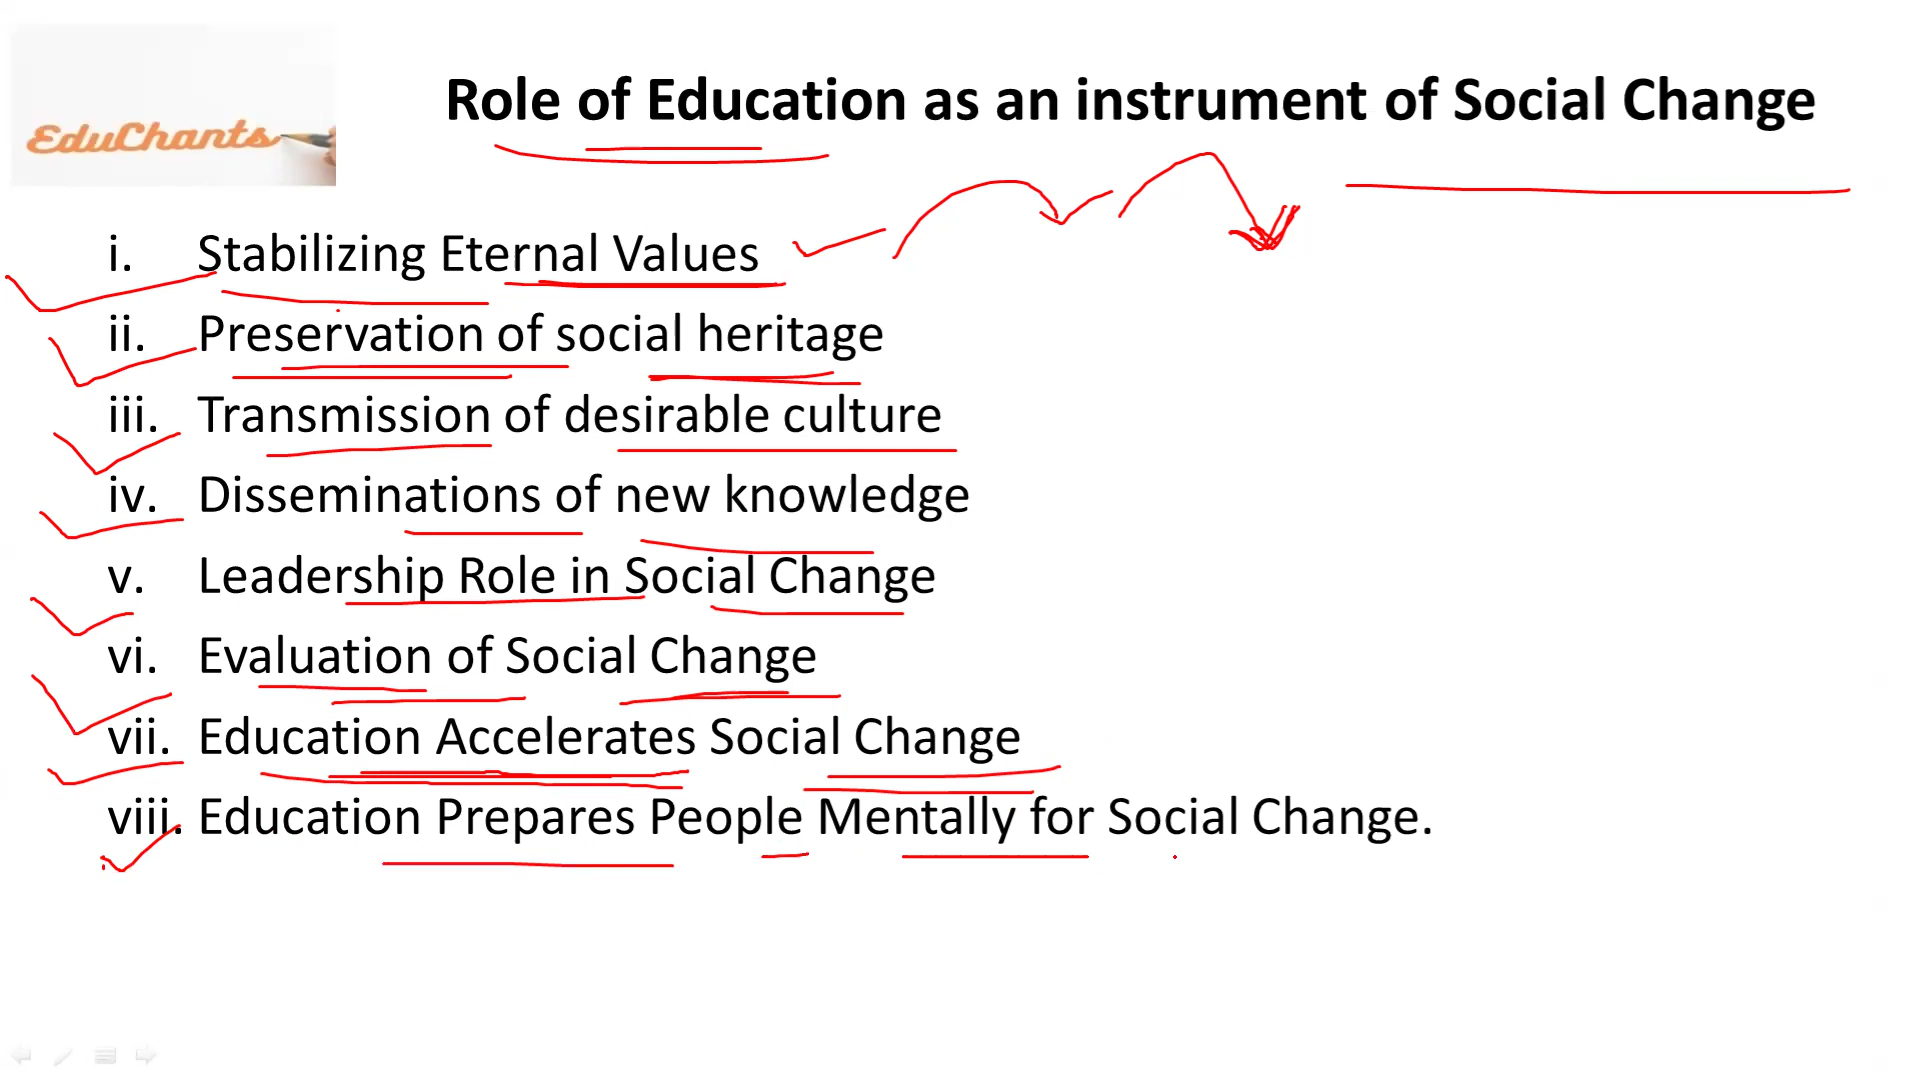 EduChants
Role of Education as an instrument of Social Change
i. Stabilizing Eternal Values
ii. Preservation of social heritage
iii. Transmission of desirable culture
iv. Disseminations of new knowledge
v. Leadership Role in Social Change
vi. Evaluation of Social Change
vii. Education Accelerates Social Change
viii. Education Prepares People Mentally for Social Change.